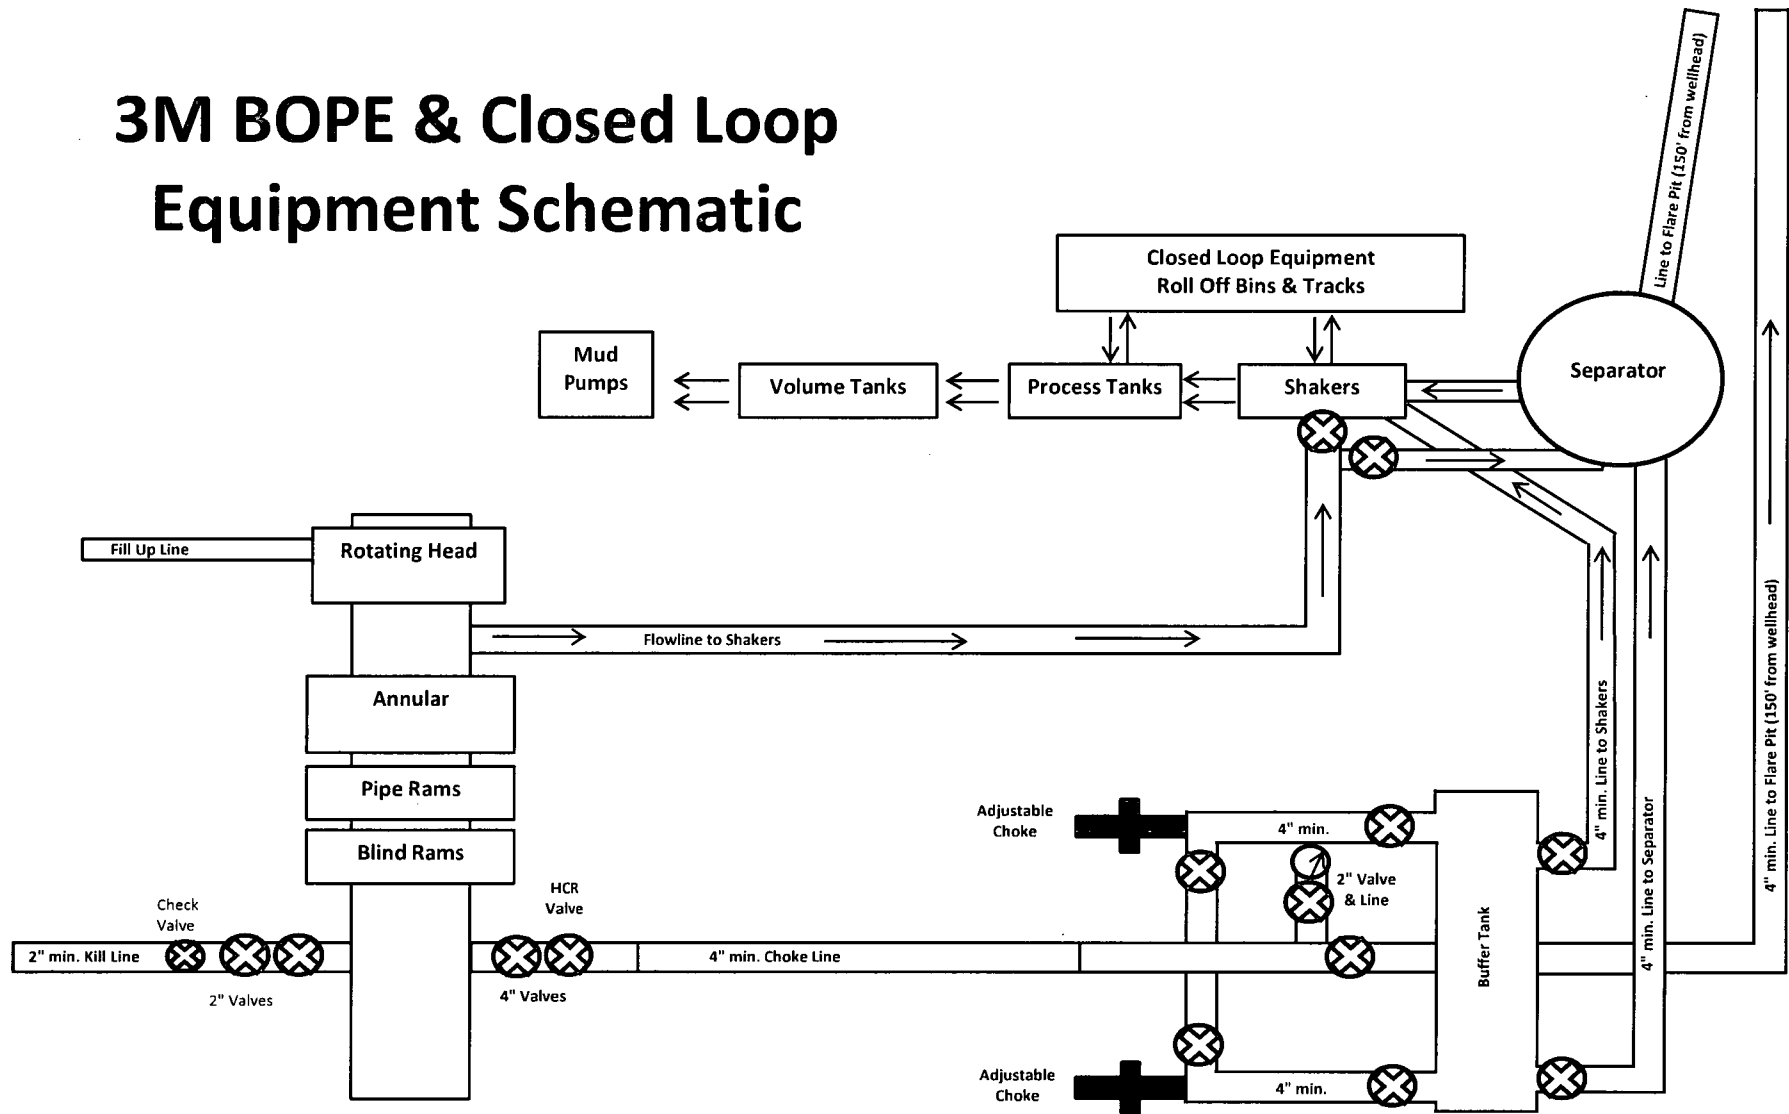 3M BOPE & Closed Loop
Equipment Schematic
Line to Flare Pit (150' from wellhead)
Closed Loop Equipment
Roll Off Bins & Tracks
Mud
Pumps
Volume Tanks
Process Tanks
Shakers
Separator
Fill Up Line
Rotating Head
Flowline to Shakers
Annular
Pipe Rams
Blind Rams
Check
Valve
HCR
Valve
2" min. Kill Line
4" min. Choke Line
2" Valves
4" Valves
Adjustable
Choke
4" min.
2" Valve
& Line
Buffer Tank
Adjustable
Choke
4" min.
4" min. Line to Shakers
4" min. Line to Separator
4" min. Line to Flare Pit (150' from wellhead)